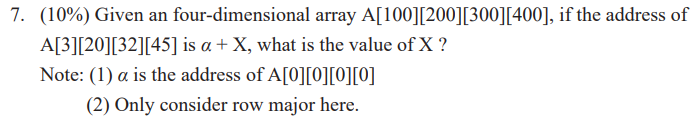 7. (10%) Given an four-dimensional array A[100][200][300][400], if the address of
A[3][20][32][45] is α + X, what is the value of X ?
Note: (1) α is the address of A[0][0][0][0]
(2) Only consider row major here.